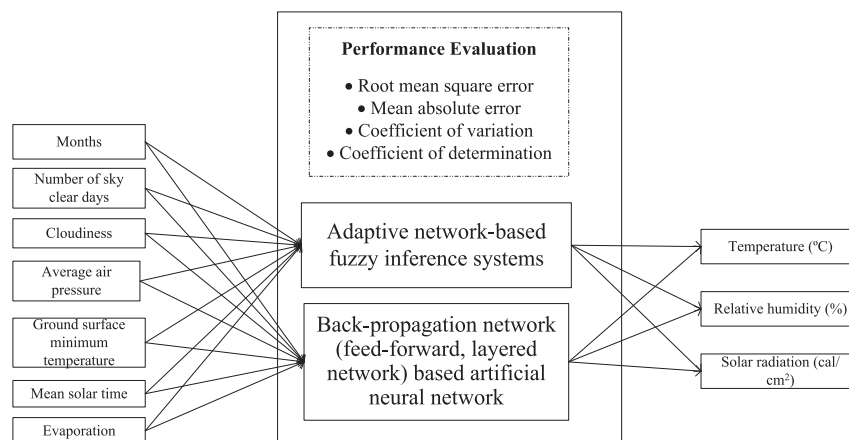 Performance Evaluation
• Root mean square error
• Mean absolute error
• Coefficient of variation
• Coefficient of determination
Months
Number of sky
clear days
Cloudiness
Average air
pressure
Ground surface
minimum
temperature
Mean solar time
Evaporation
Adaptive network-based
fuzzy inference systems
Back-propagation network
(feed-forward, layered
network) based artificial
neural network
Temperature (ºC)
Relative humidity (%)
Solar radiation (cal/
cm²)